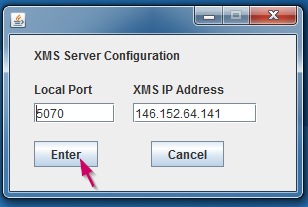 XMS Server Configuration
Local Port XMS IP Address
5070 146.152.64.141
Enter Cancel